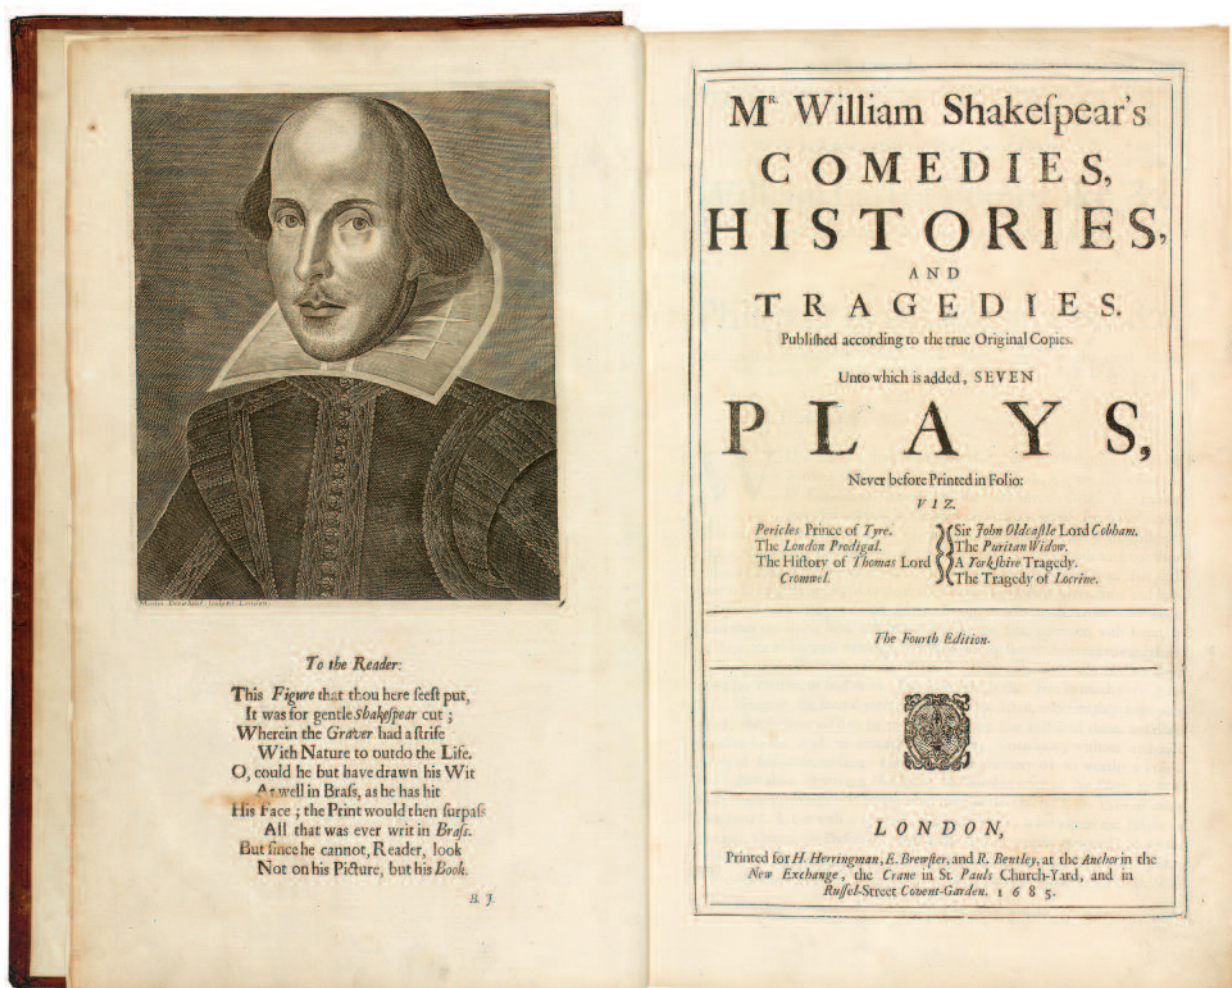 Martin Droeshout sculpsit London.
To the Reader:
This Figure that thou here ſeeſt put,
It was for gentle Shakeſpear cut;
Wherein the Graver had a ſtrife
With Nature to outdo the Life.
O, could he but have drawn his Wit
As well in Braſs, as he has hit
His Face; the Print would then ſurpaſs
All that was ever writ in Braſs.
But ſince he cannot, Reader, look
Not on his Picture, but his Book.
B. J.
Mr. William Shakeſpear's
COMEDIES,
HISTORIES,
AND
TRAGEDIES.
Publiſhed according to the true Original Copies.
Unto which is added, SEVEN
PLAYS,
Never before Printed in Folio:
VIZ.
Pericles Prince of Tyre.
The London Prodigal.
The Hiſtory of Thomas Lord
Cromwel.
Sir John Oldcaſtle Lord Cobham.
The Puritan Widow.
A Yorkſhire Tragedy.
The Tragedy of Locrine.
The Fourth Edition.
LONDON,
Printed for H. Herringman, E. Brewſter, and R. Bentley, at the Anchor in the
New Exchange, the Crane in St. Pauls Church-Yard, and in
Ruſſel-Street Covent-Garden. 1685.